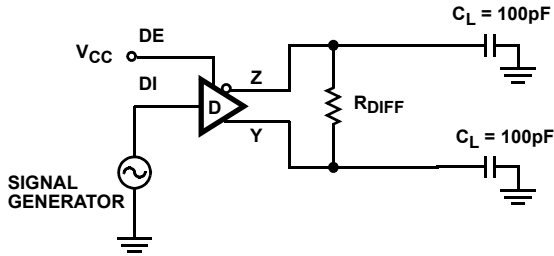 C_L = 100pF
DE
V_CC
DI
Z
D
R_DIFF
Y
C_L = 100pF
SIGNAL
GENERATOR